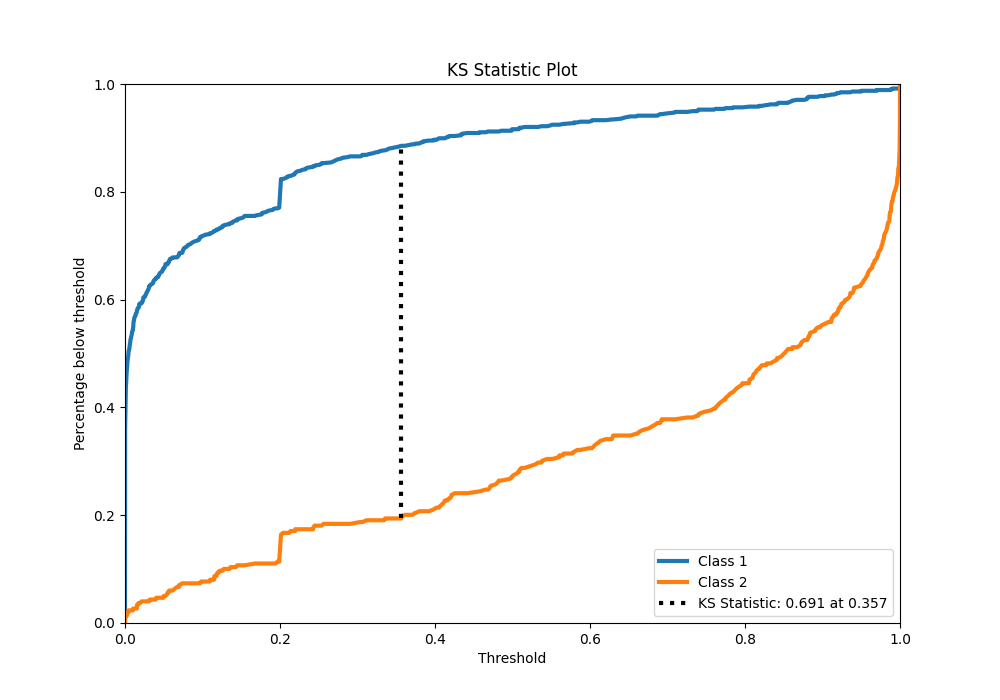 KS Statistic Plot
1.0
0.8
0.6
0.4
0.2
0.0
Percentage below threshold
0.0 0.2 0.4 0.6 0.8 1.0
Threshold
Class 1
Class 2
KS Statistic: 0.691 at 0.357